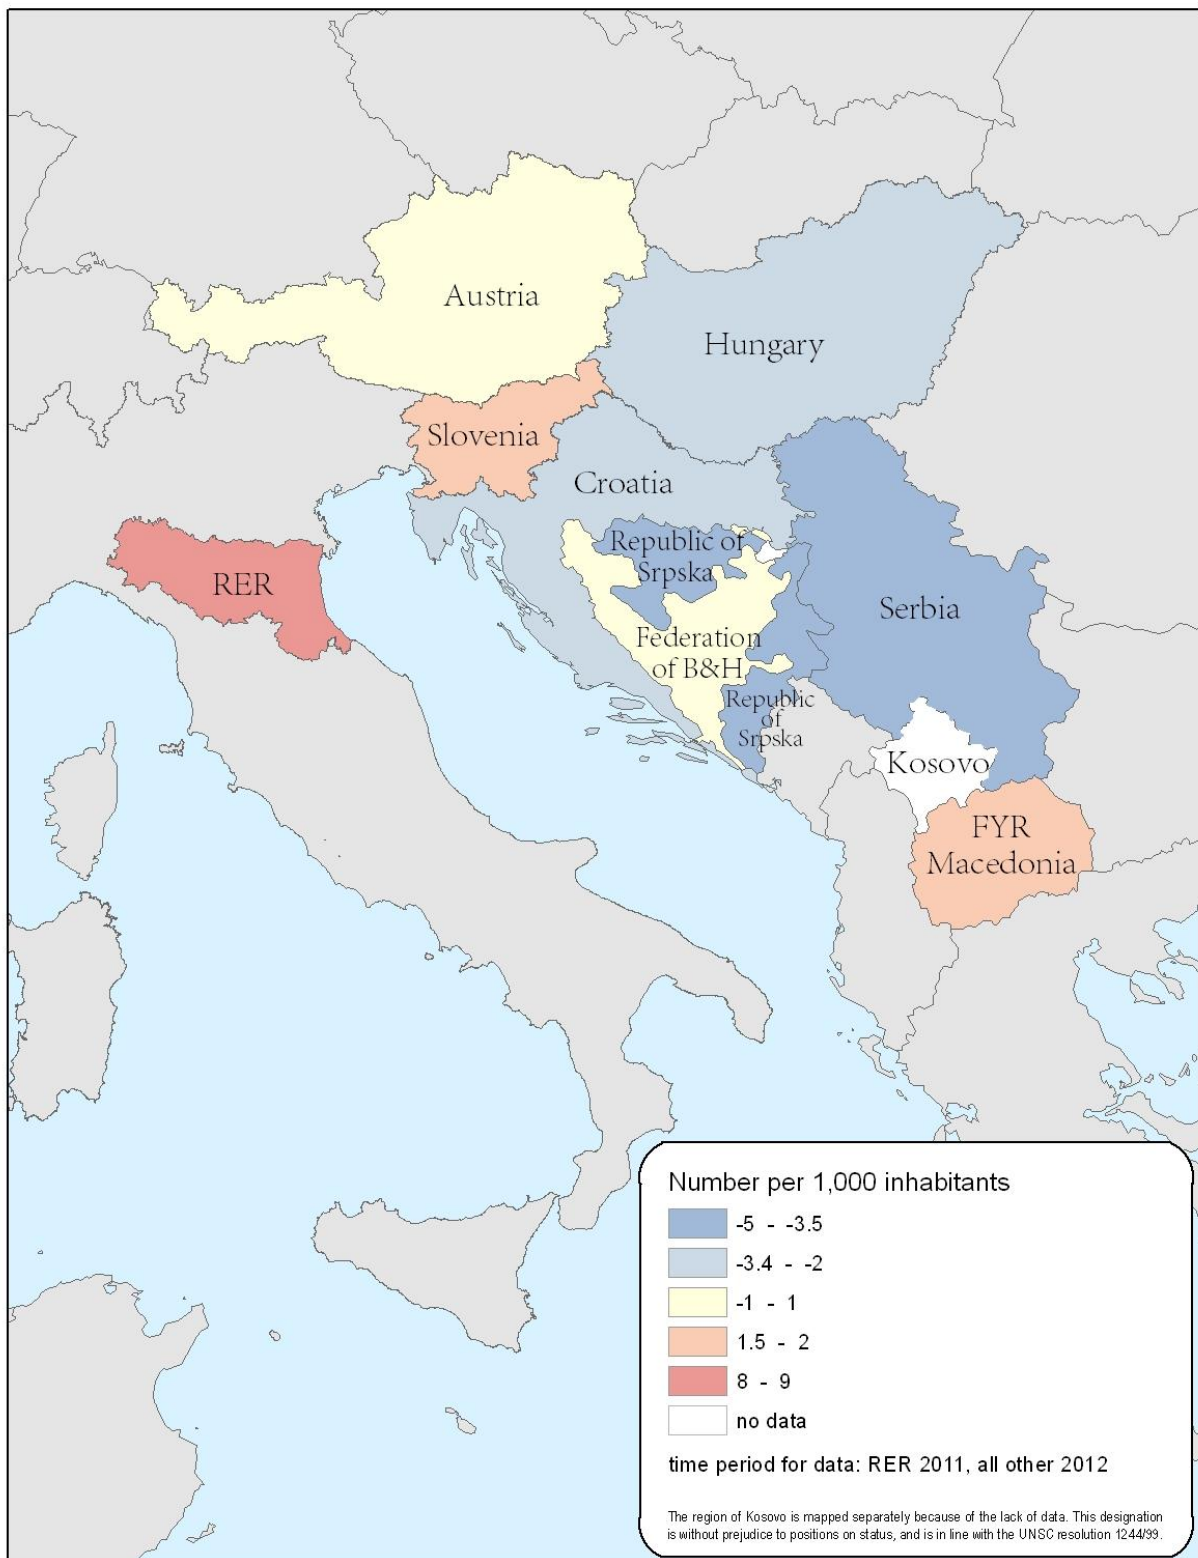 Austria
Hungary
Slovenia
Croatia
RER
Republic of
Srpska
Serbia
Federation
of B&H
Republic
of
Srpska
Kosovo
FYR
Macedonia
Number per 1,000 inhabitants
-5 - -3.5
-3.4 - -2
-1 - 1
1.5 - 2
8 - 9
no data
time period for data: RER 2011, all other 2012
The region of Kosovo is mapped separately because of the lack of data. This designation
is without prejudice to positions on status, and is in line with the UNSC resolution 1244/99.